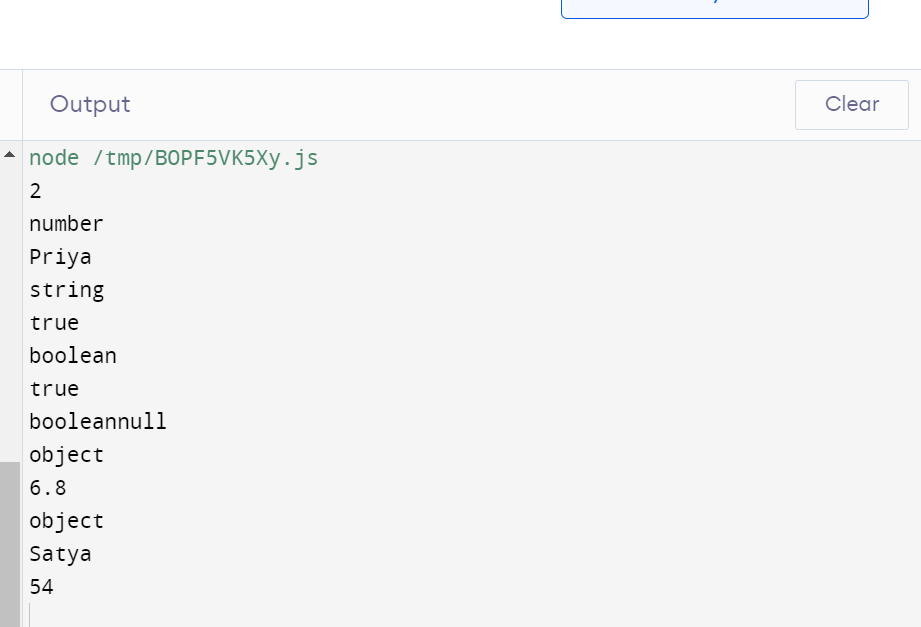 Output
Clear
node /tmp/BOPF5VK5Xy.js
2
number
Priya
string
true
boolean
true
booleannull
object
6.8
object
Satya
54